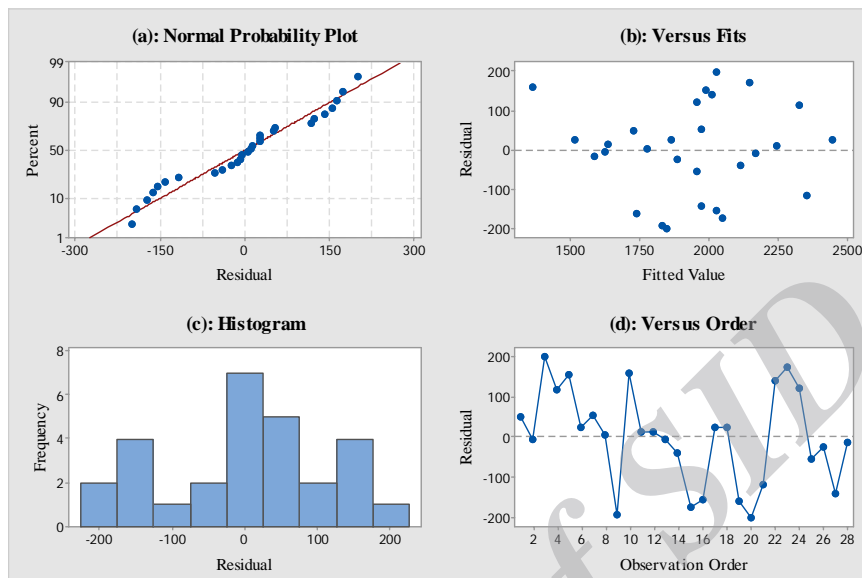 (a): Normal Probability Plot
99
90
50
10
1
Percent
-300
-150
0
150
300
Residual
(b): Versus Fits
200
100
0
-100
-200
Residual
1500
1750
2000
2250
2500
Fitted Value
(c): Histogram
8
6
4
2
0
Frequency
-200
-100
0
100
200
Residual
(d): Versus Order
200
100
0
-100
-200
Residual
2 4 6 8 10 12 14 16 18 20 22 24 26 28
Observation Order
of SID